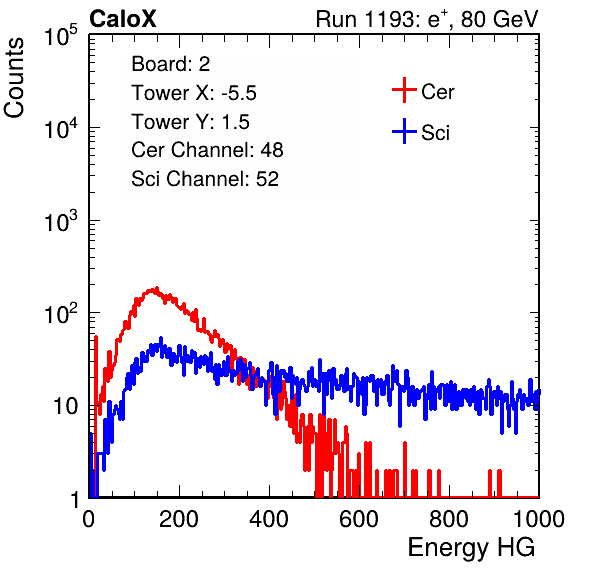 CaloX Run 1193: e⁺, 80 GeV
Counts
Board: 2
Tower X: -5.5
Tower Y: 1.5
Cer Channel: 48
Sci Channel: 52
Cer
Sci
10⁵
10⁴
10³
10²
10
1
0 200 400 600 800 1000
Energy HG